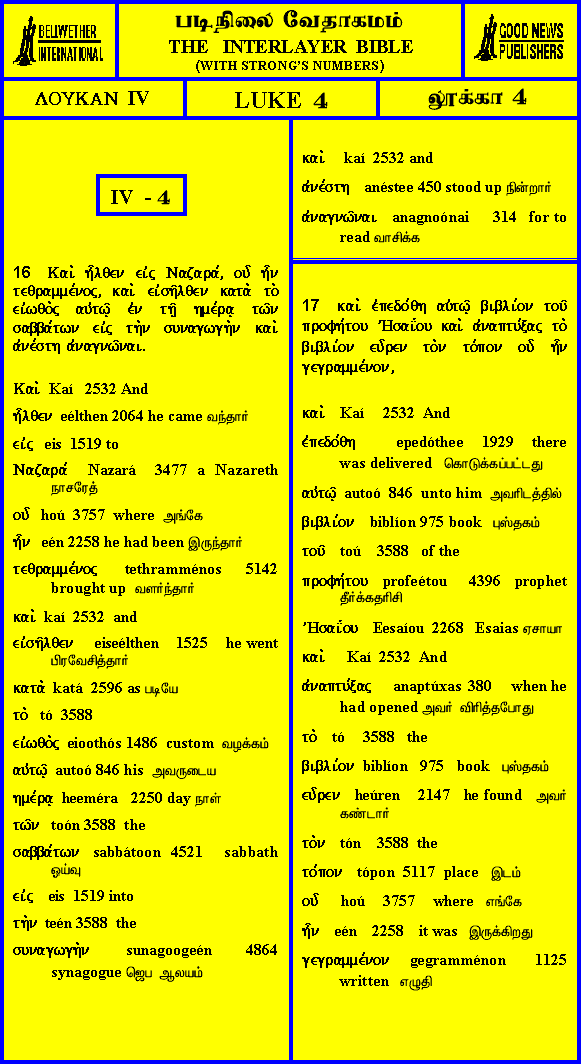 BELLWETHER
INTERNATIONAL
படிநிலை வேதாகமம்
THE INTERLAYER BIBLE
(WITH STRONG'S NUMBERS)
GOOD NEWS
PUBLISHERS
ΛΟΥΚΑΝ IV
LUKE 4
லூக்கா 4
IV - 4
16 Καὶ ἦλθεν εἰς Ναζαρά, οὗ ἦν
τεθραμμένος, καὶ εἰσῆλθεν κατὰ τὸ
εἰωθὸς αὐτῷ ἐν τῇ ημέρᾳ τῶν
σαββάτων εἰς τὴν συναγωγὴν καὶ
ἀνέστη ἀναγνῶναι.
Καὶ Kaí 2532 And
ἦλθεν eélthen 2064 he came வந்தார்
εἰς eis 1519 to
Ναζαρά Nazará 3477 a Nazareth
நாசரேத்
οὗ hoú 3757 where அங்கே
ἦν eén 2258 he had been இருந்தார்
τεθραμμένος tethramménos 5142
brought up வளர்ந்தார்
καὶ kaí 2532 and
εἰσῆλθεν eiseélthen 1525 he went
பிரவேசித்தார்
κατὰ katá 2596 as படியே
τὸ tó 3588
εἰωθὸς eioothós 1486 custom வழக்கம்
αὐτῷ autoó 846 his அவருடைய
ημέρᾳ heeméra 2250 day நாள்
τῶν toón 3588 the
σαββάτων sabbátoon 4521 sabbath
ஓய்வு
εἰς eis 1519 into
τὴν teén 3588 the
συναγωγὴν sunagoogeén 4864
synagogue ஜெப ஆலயம்
καὶ kaí 2532 and
ἀνέστη anéstee 450 stood up நின்றார்
ἀναγνῶναι anagnoónai 314 for to
read வாசிக்க
17 καὶ ἐπεδόθη αὐτῷ βιβλίον τοῦ
προφήτου Ἠσαΐου καὶ ἀναπτύξας τὸ
βιβλίον εὗρεν τὸν τόπον οὗ ἦν
γεγραμμένον,
καὶ Kaí 2532 And
ἐπεδόθη epedóthee 1929 there
was delivered கொடுக்கப்பட்டது
αὐτῷ autoó 846 unto him அவரிடத்தில்
βιβλίον biblíon 975 book புஸ்தகம்
τοῦ toú 3588 of the
προφήτου profeétou 4396 prophet
தீர்க்கதரிசி
Ἠσαΐου Eesaíou 2268 Esaias ஏசாயா
καὶ Kaí 2532 And
ἀναπτύξας anaptúxas 380 when he
had opened அவர் விரித்தபோது
τὸ tó 3588 the
βιβλίον biblíon 975 book புஸ்தகம்
εὗρεν heúren 2147 he found அவர்
கண்டார்
τὸν tón 3588 the
τόπον tópon 5117 place இடம்
οὗ hoú 3757 where எங்கே
ἦν eén 2258 it was இருக்கிறது
γεγραμμένον gegramménon 1125
written எழுதி